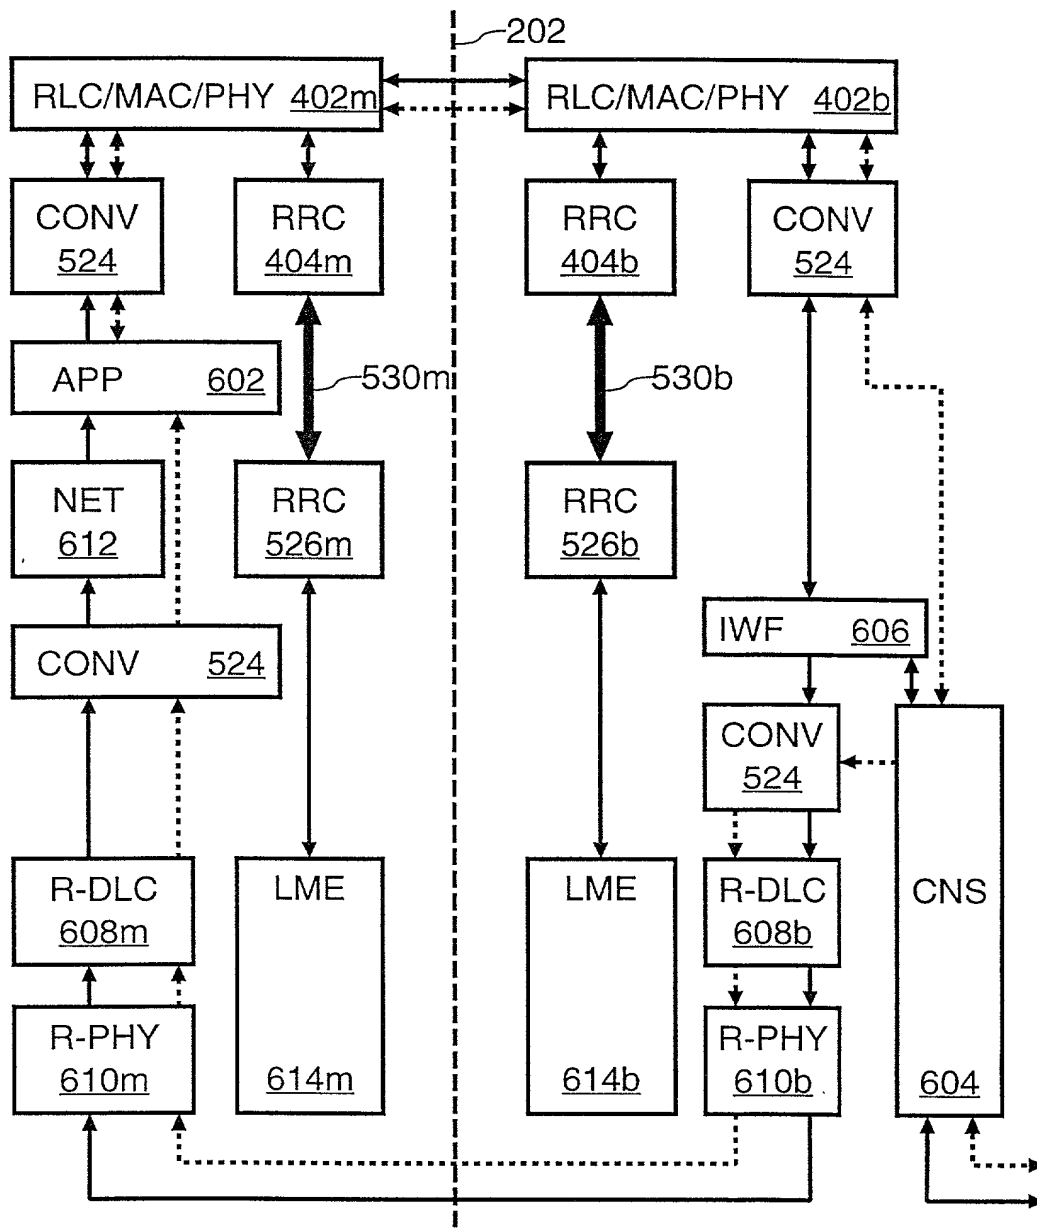 202
RLC/MAC/PHY 402m
RLC/MAC/PHY 402b
CONV
524
RRC
404m
RRC
404b
CONV
524
APP 602
530m
530b
NET
612
RRC
526m
RRC
526b
IWF 606
CONV 524
CONV
524
R-DLC
608m
LME
LME
R-DLC
608b
CNS
R-PHY
610m
614m
614b
R-PHY
610b
604